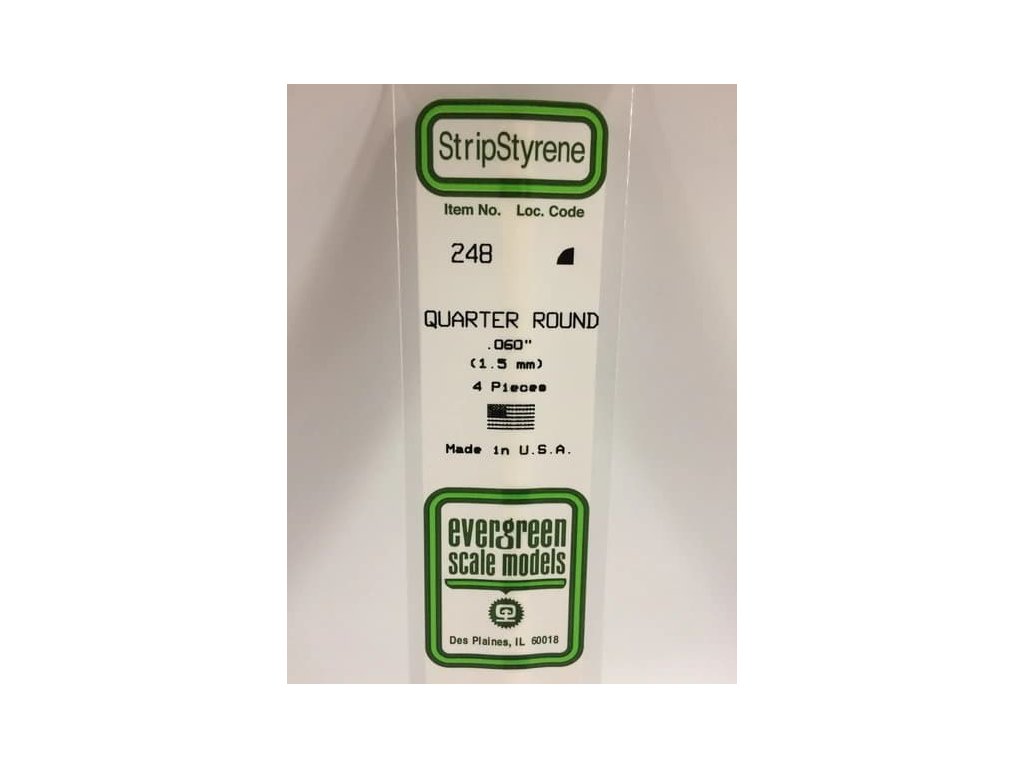 StripStyrene
Item No. Loc. Code
248
QUARTER ROUND
.060"
(1.5 mm)
4 Pieces
Made in U.S.A.
evergreen
scale models
Des Plaines, IL 60018